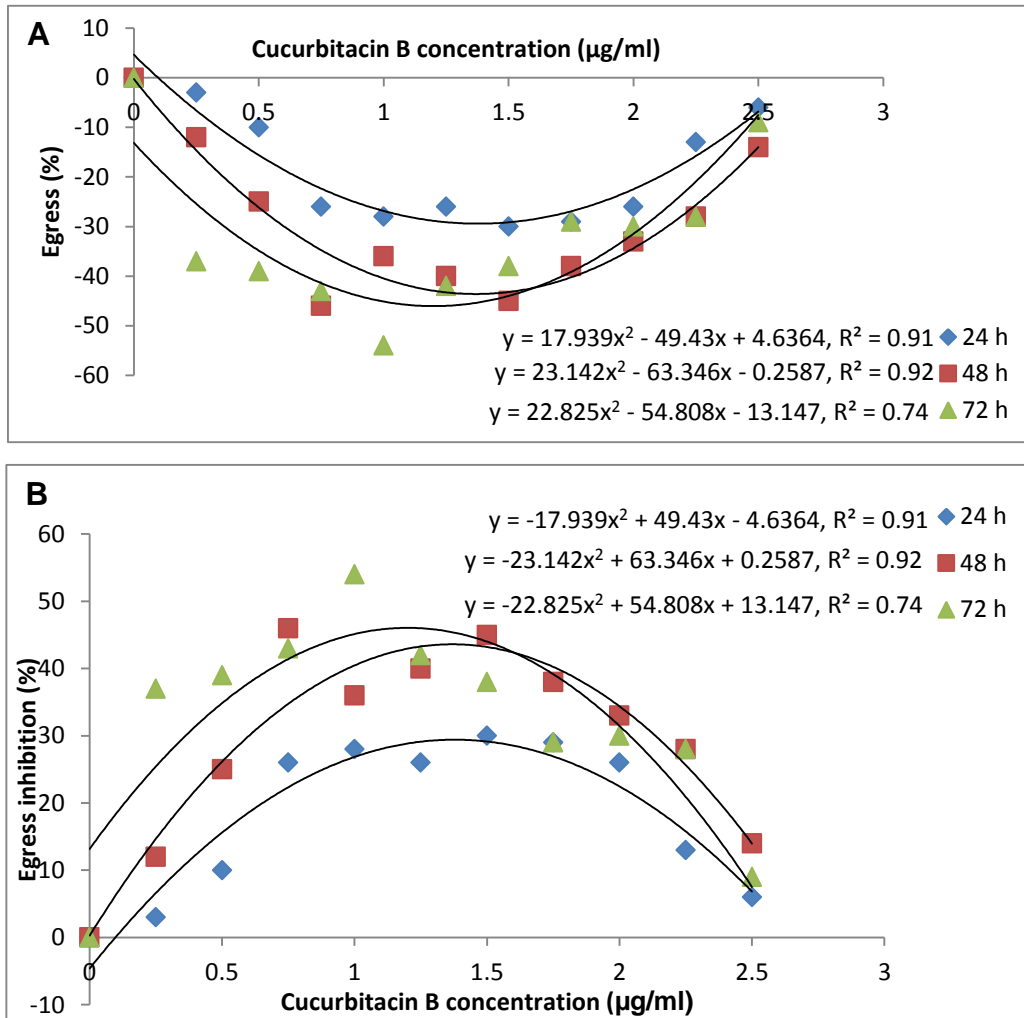 A
Cucurbitacin B concentration (µg/ml)
Egress (%)
10
0
-10
-20
-30
-40
-50
-60
0 0.5 1 1.5 2 2.5 3
y = 17.939x² - 49.43x + 4.6364, R² = 0.91 24 h
y = 23.142x² - 63.346x - 0.2587, R² = 0.92 48 h
y = 22.825x² - 54.808x - 13.147, R² = 0.74 72 h
B
Egress inhibition (%)
60
50
40
30
20
10
0
-10
y = -17.939x² + 49.43x - 4.6364, R² = 0.91 24 h
y = -23.142x² + 63.346x + 0.2587, R² = 0.92 48 h
y = -22.825x² + 54.808x + 13.147, R² = 0.74 72 h
0 0.5 1 1.5 2 2.5 3
Cucurbitacin B concentration (µg/ml)